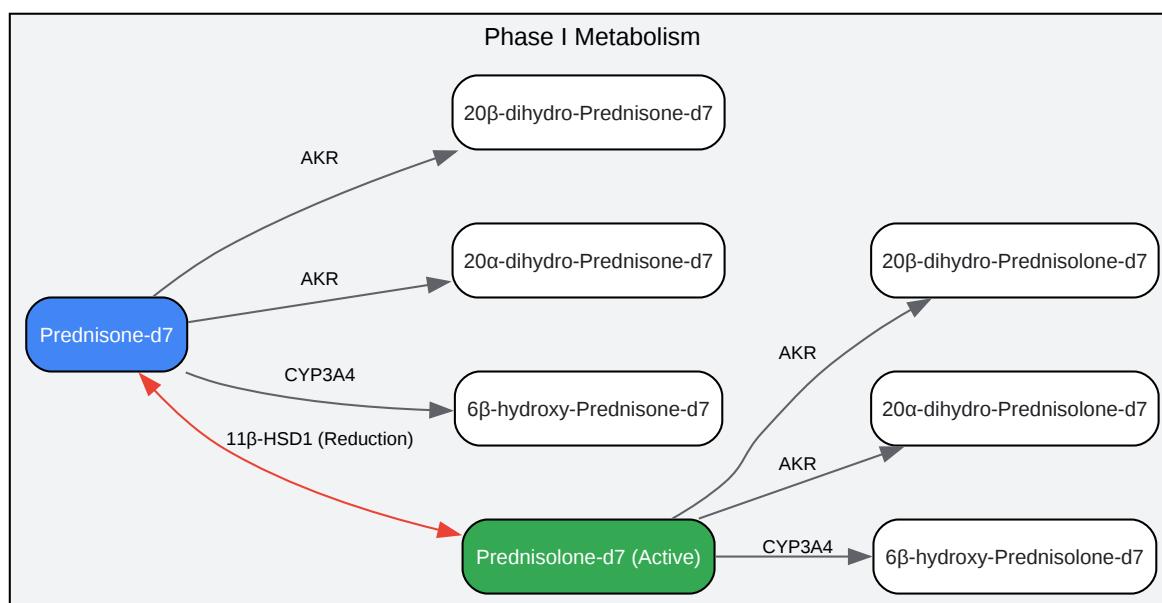 Phase I Metabolism
20β-dihydro-Prednisone-d7
AKR
20α-dihydro-Prednisone-d7
20β-dihydro-Prednisolone-d7
AKR
Prednisone-d7
AKR
CYP3A4
6β-hydroxy-Prednisone-d7
20α-dihydro-Prednisolone-d7
11β-HSD1 (Reduction)
AKR
Prednisolone-d7 (Active)
CYP3A4
6β-hydroxy-Prednisolone-d7